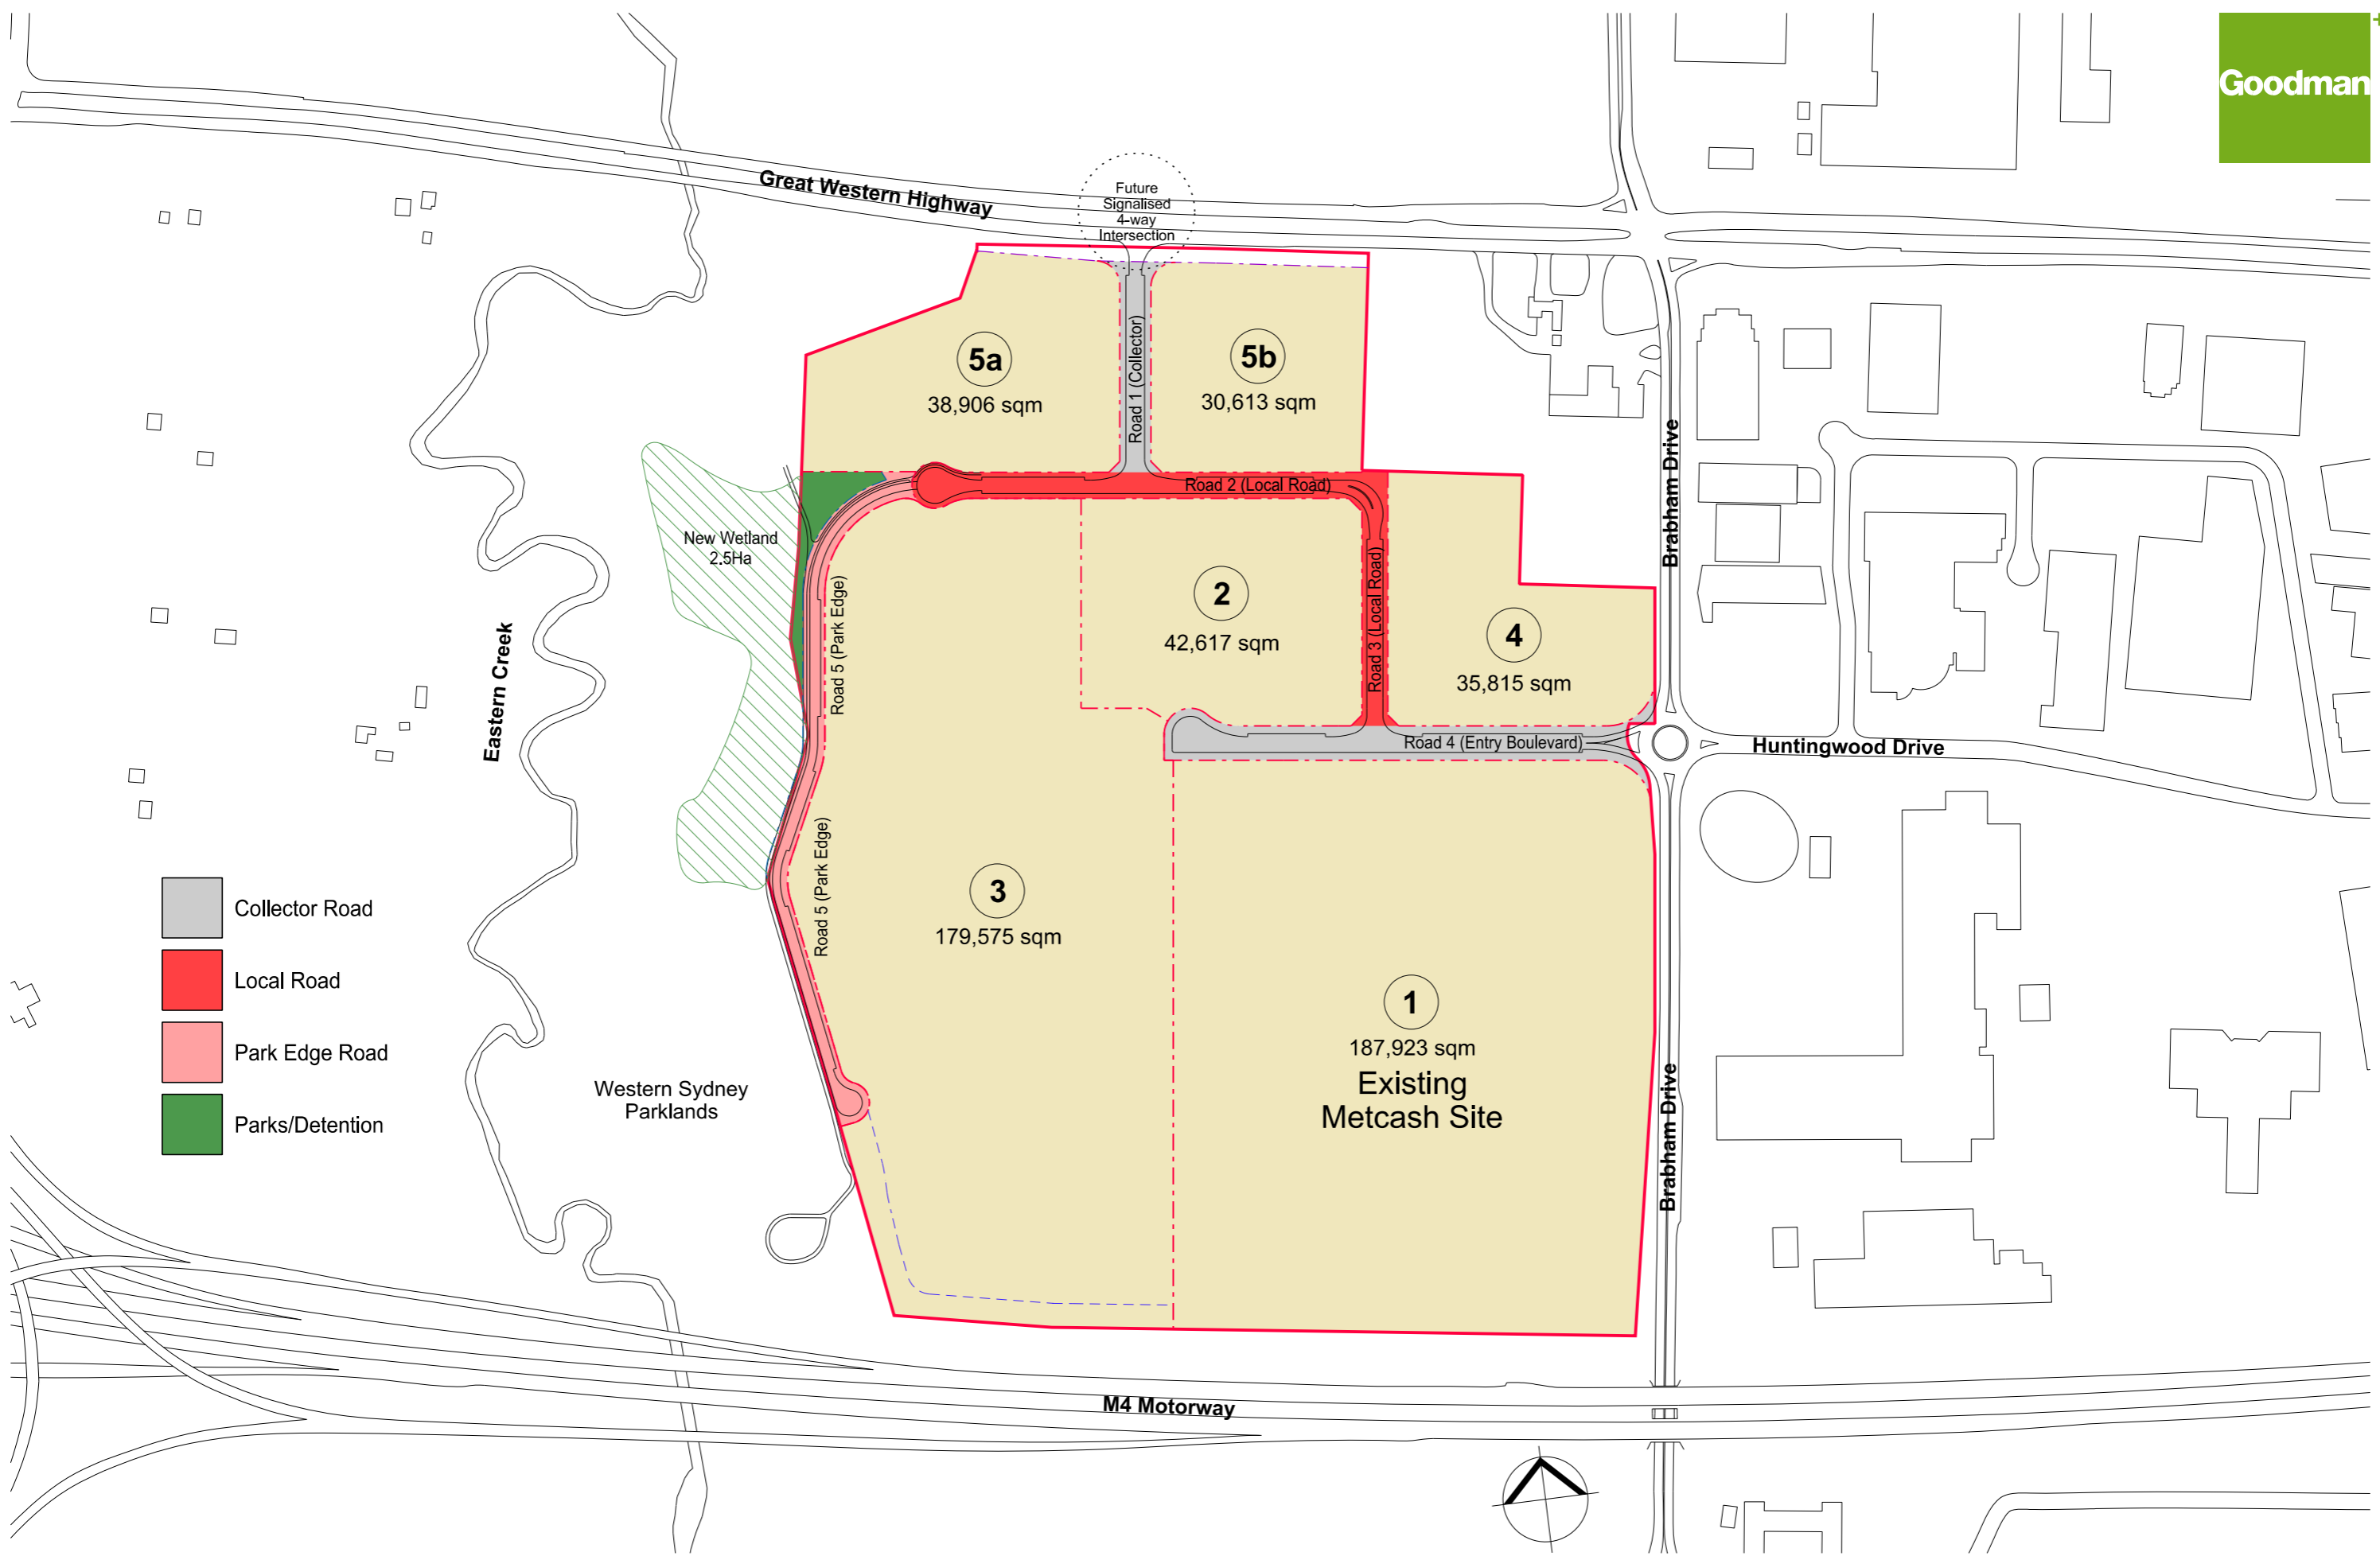 Goodman
Great Western Highway
Future
Signalised
4-way
Intersection
5a
38,906 sqm
Road 1 (Collector)
5b
30,613 sqm
Road 2 (Local Road)
New Wetland
2.5Ha
Road 5 (Park Edge)
2
42,617 sqm
Road 3 (Local Road)
4
35,815 sqm
Brabham Drive
Eastern Creek
Road 4 (Entry Boulevard)
Huntingwood Drive
Road 5 (Park Edge)
3
179,575 sqm
1
187,923 sqm
Existing
Metcash Site
Brabham Drive
Collector Road
Local Road
Park Edge Road
Parks/Detention
Western Sydney
Parklands
M4 Motorway